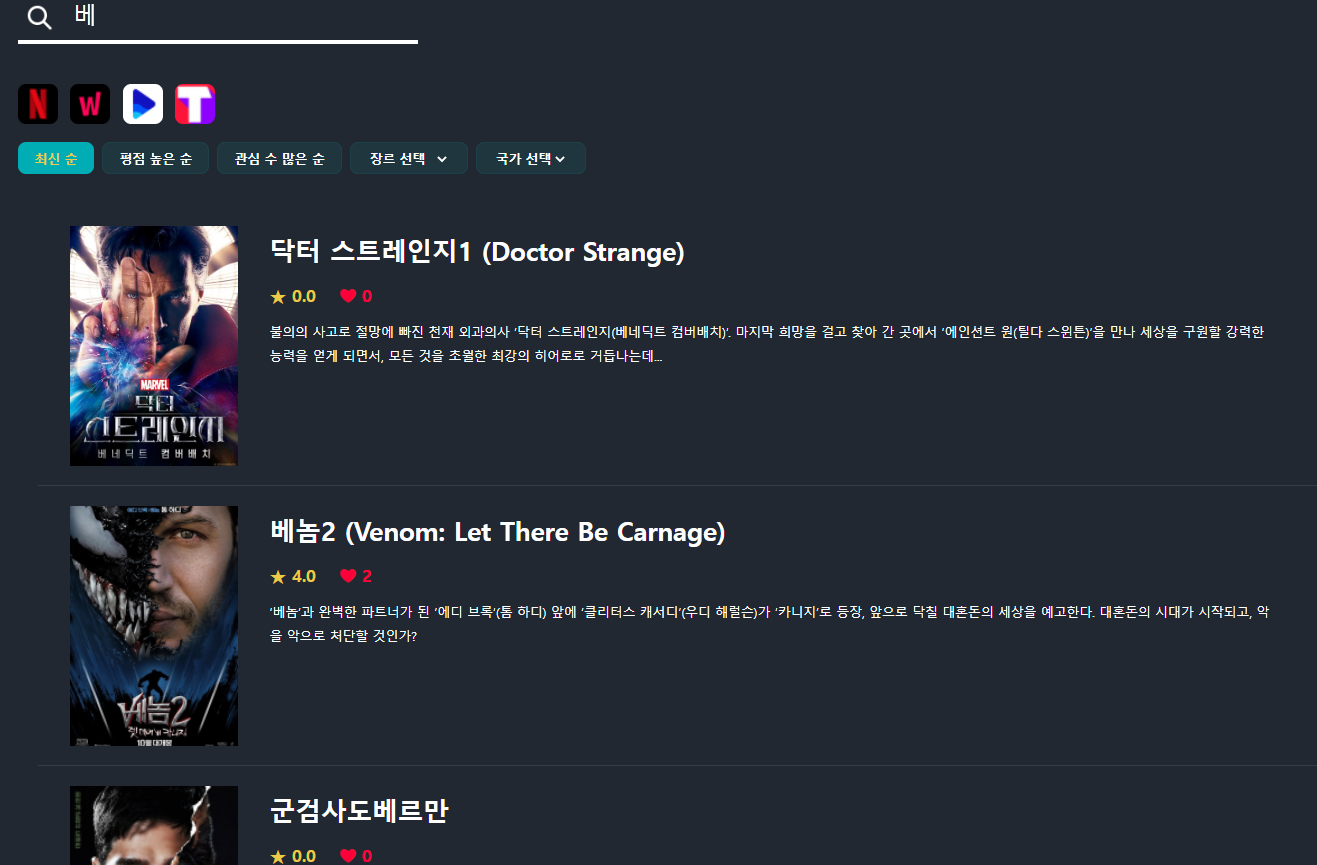 베
N W T
최신 순 평점 높은 순 관심 수 많은 순 장르 선택 국가 선택
닥터 스트레인지1 (Doctor Strange)
★ 0.0 ♥ 0
불의의 사고로 절망에 빠진 천재 외과의사 ‘닥터 스트레인지(베네딕트 컴버배치)’. 마지막 희망을 걸고 찾아 간 곳에서 ‘에인션트 원(틸다 스윈튼)’을 만나 세상을 구원할 강력한
능력을 얻게 되면서, 모든 것을 초월한 최강의 히어로로 거듭나는데...
MARVEL
닥터
스트레인지
베네딕트 컴버배치
베놈2 (Venom: Let There Be Carnage)
★ 4.0 ♥ 2
‘베놈’과 완벽한 파트너가 된 ‘에디 브록’(톰 하디) 앞에 ‘클리터스 캐서디’(우디 해럴슨)가 ‘카니지’로 등장, 앞으로 닥칠 대혼돈의 세상을 예고한다. 대혼돈의 시대가 시작되고, 악
을 악으로 처단할 것인가?
톰 하디
베놈2
10월 대개봉
군검사도베르만
★ 0.0 ♥ 0